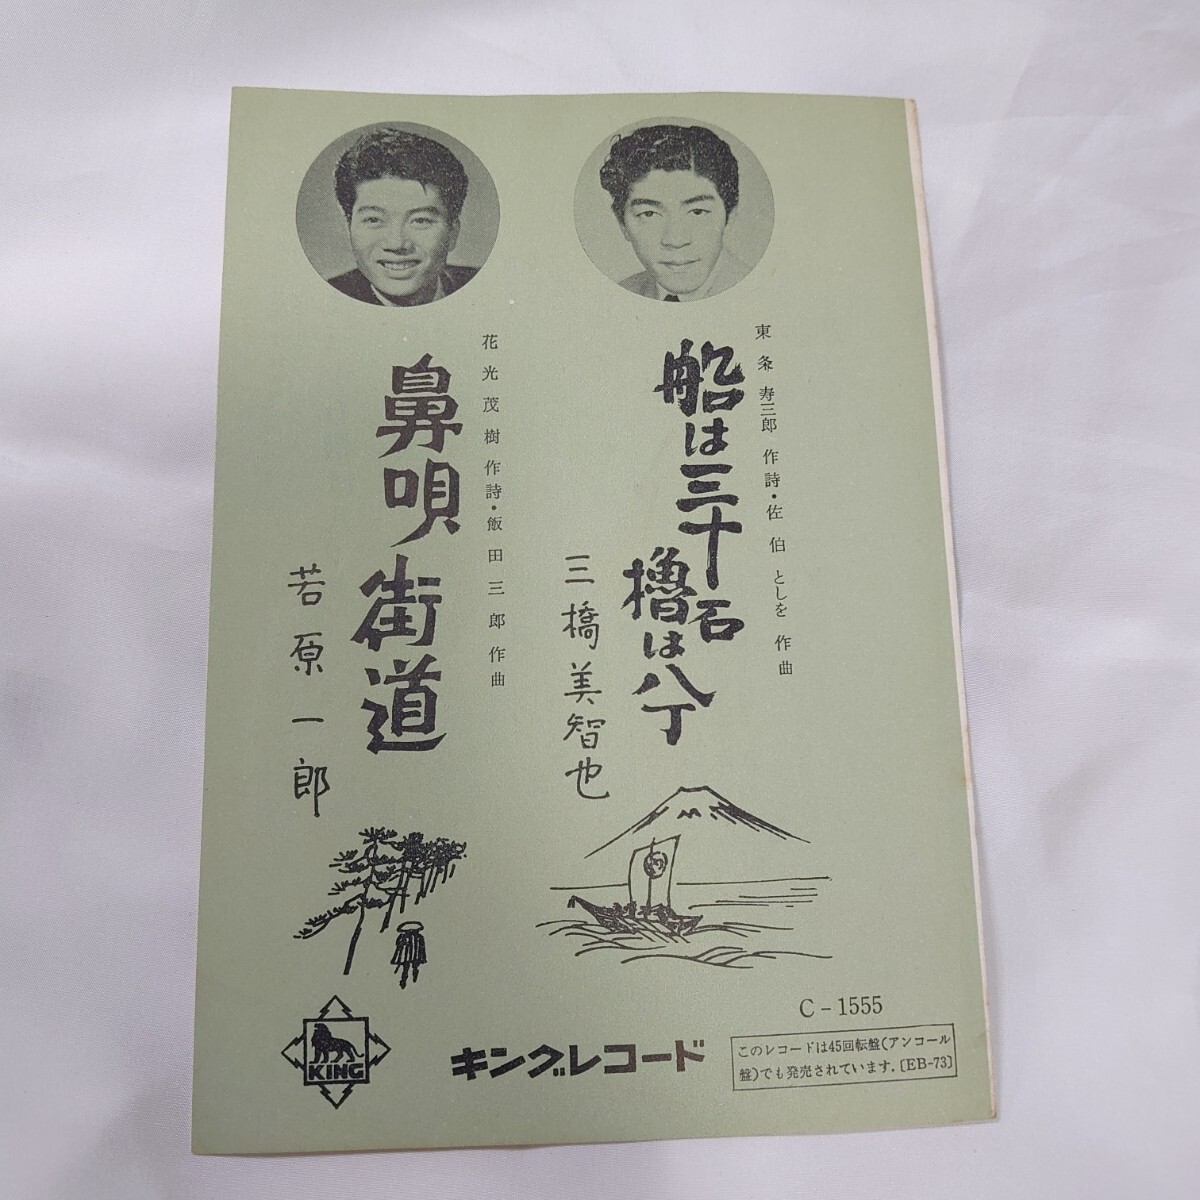 東条寿三郎 作詩・佐伯としを 作曲
船は三十石
櫓は八丁
三橋美智也
花光茂樹作詩・飯田三郎作曲
鼻唄街道
若原一郎
C-1555
KING
キングレコード
このレコードは45回転盤(アンコール
盤)でも発売されています.〔EB-73〕